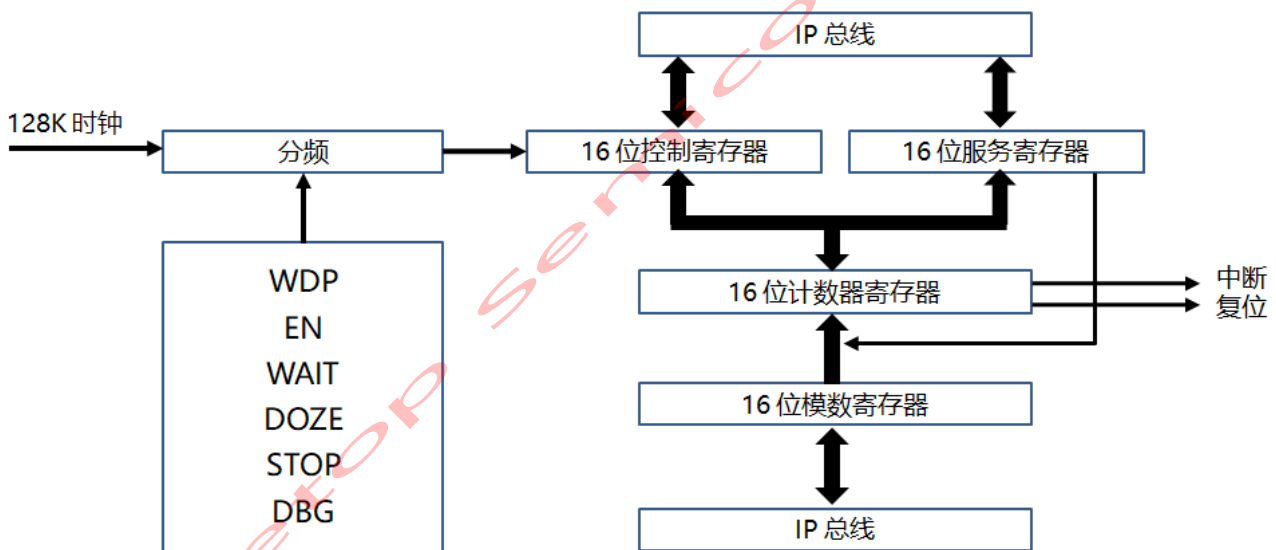 IP 总线
128K 时钟
分频
16 位控制寄存器
16 位服务寄存器
WDP
EN
WAIT
DOZE
STOP
DBG
16 位计数器寄存器
中断
复位
16 位模数寄存器
IP 总线
etop Semico